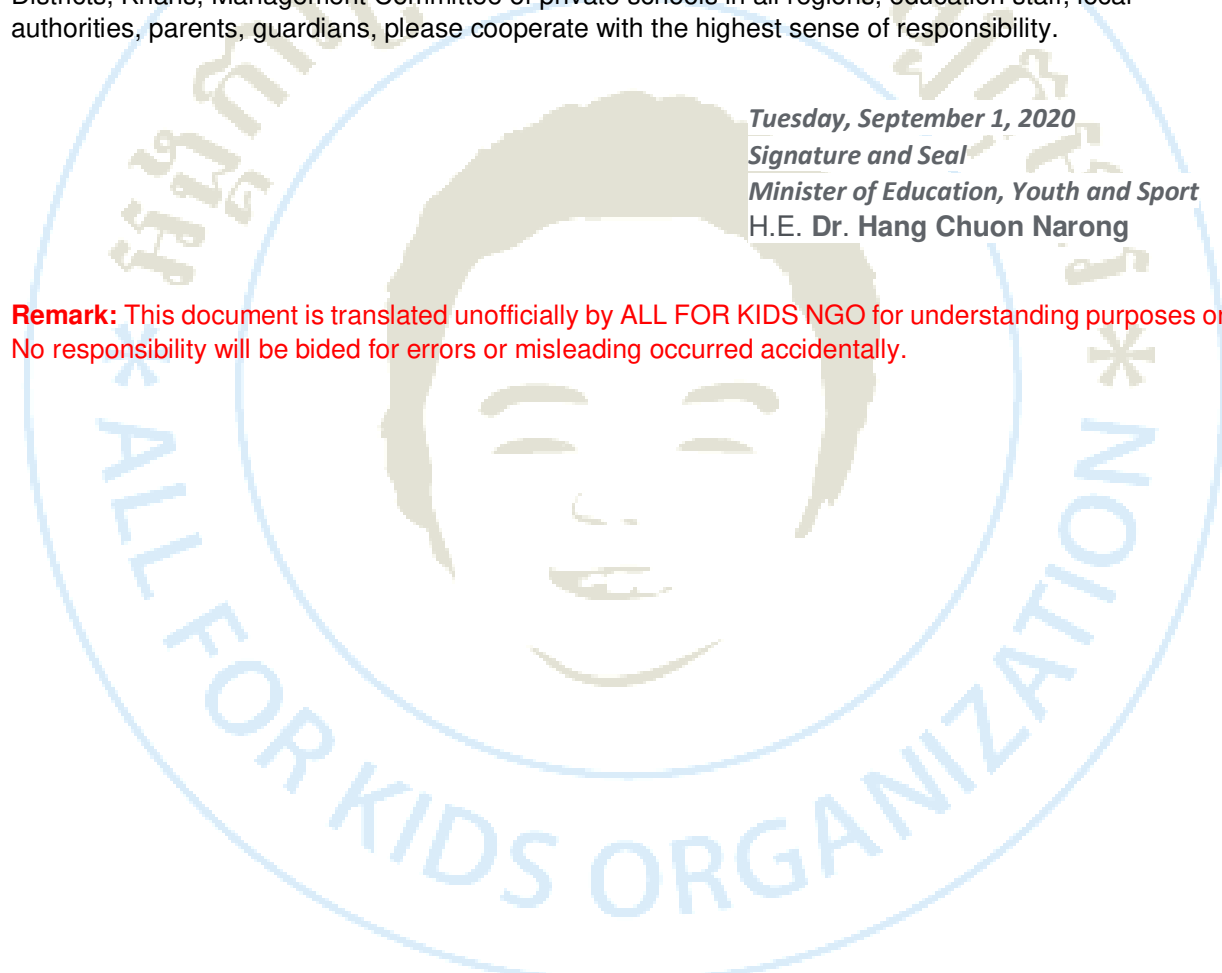 Districts, Khans, Management Committee of private schools in all regions, education staff, local
authorities, parents, guardians, please cooperate with the highest sense of responsibility.
Tuesday, September 1, 2020
Signature and Seal
Minister of Education, Youth and Sport
H.E. Dr. Hang Chuon Narong
Remark: This document is translated unofficially by ALL FOR KIDS NGO for understanding purposes
No responsibility will be bided for errors or misleading occurred accidentally.
* ALL FOR KIDS ORGANIZATION *